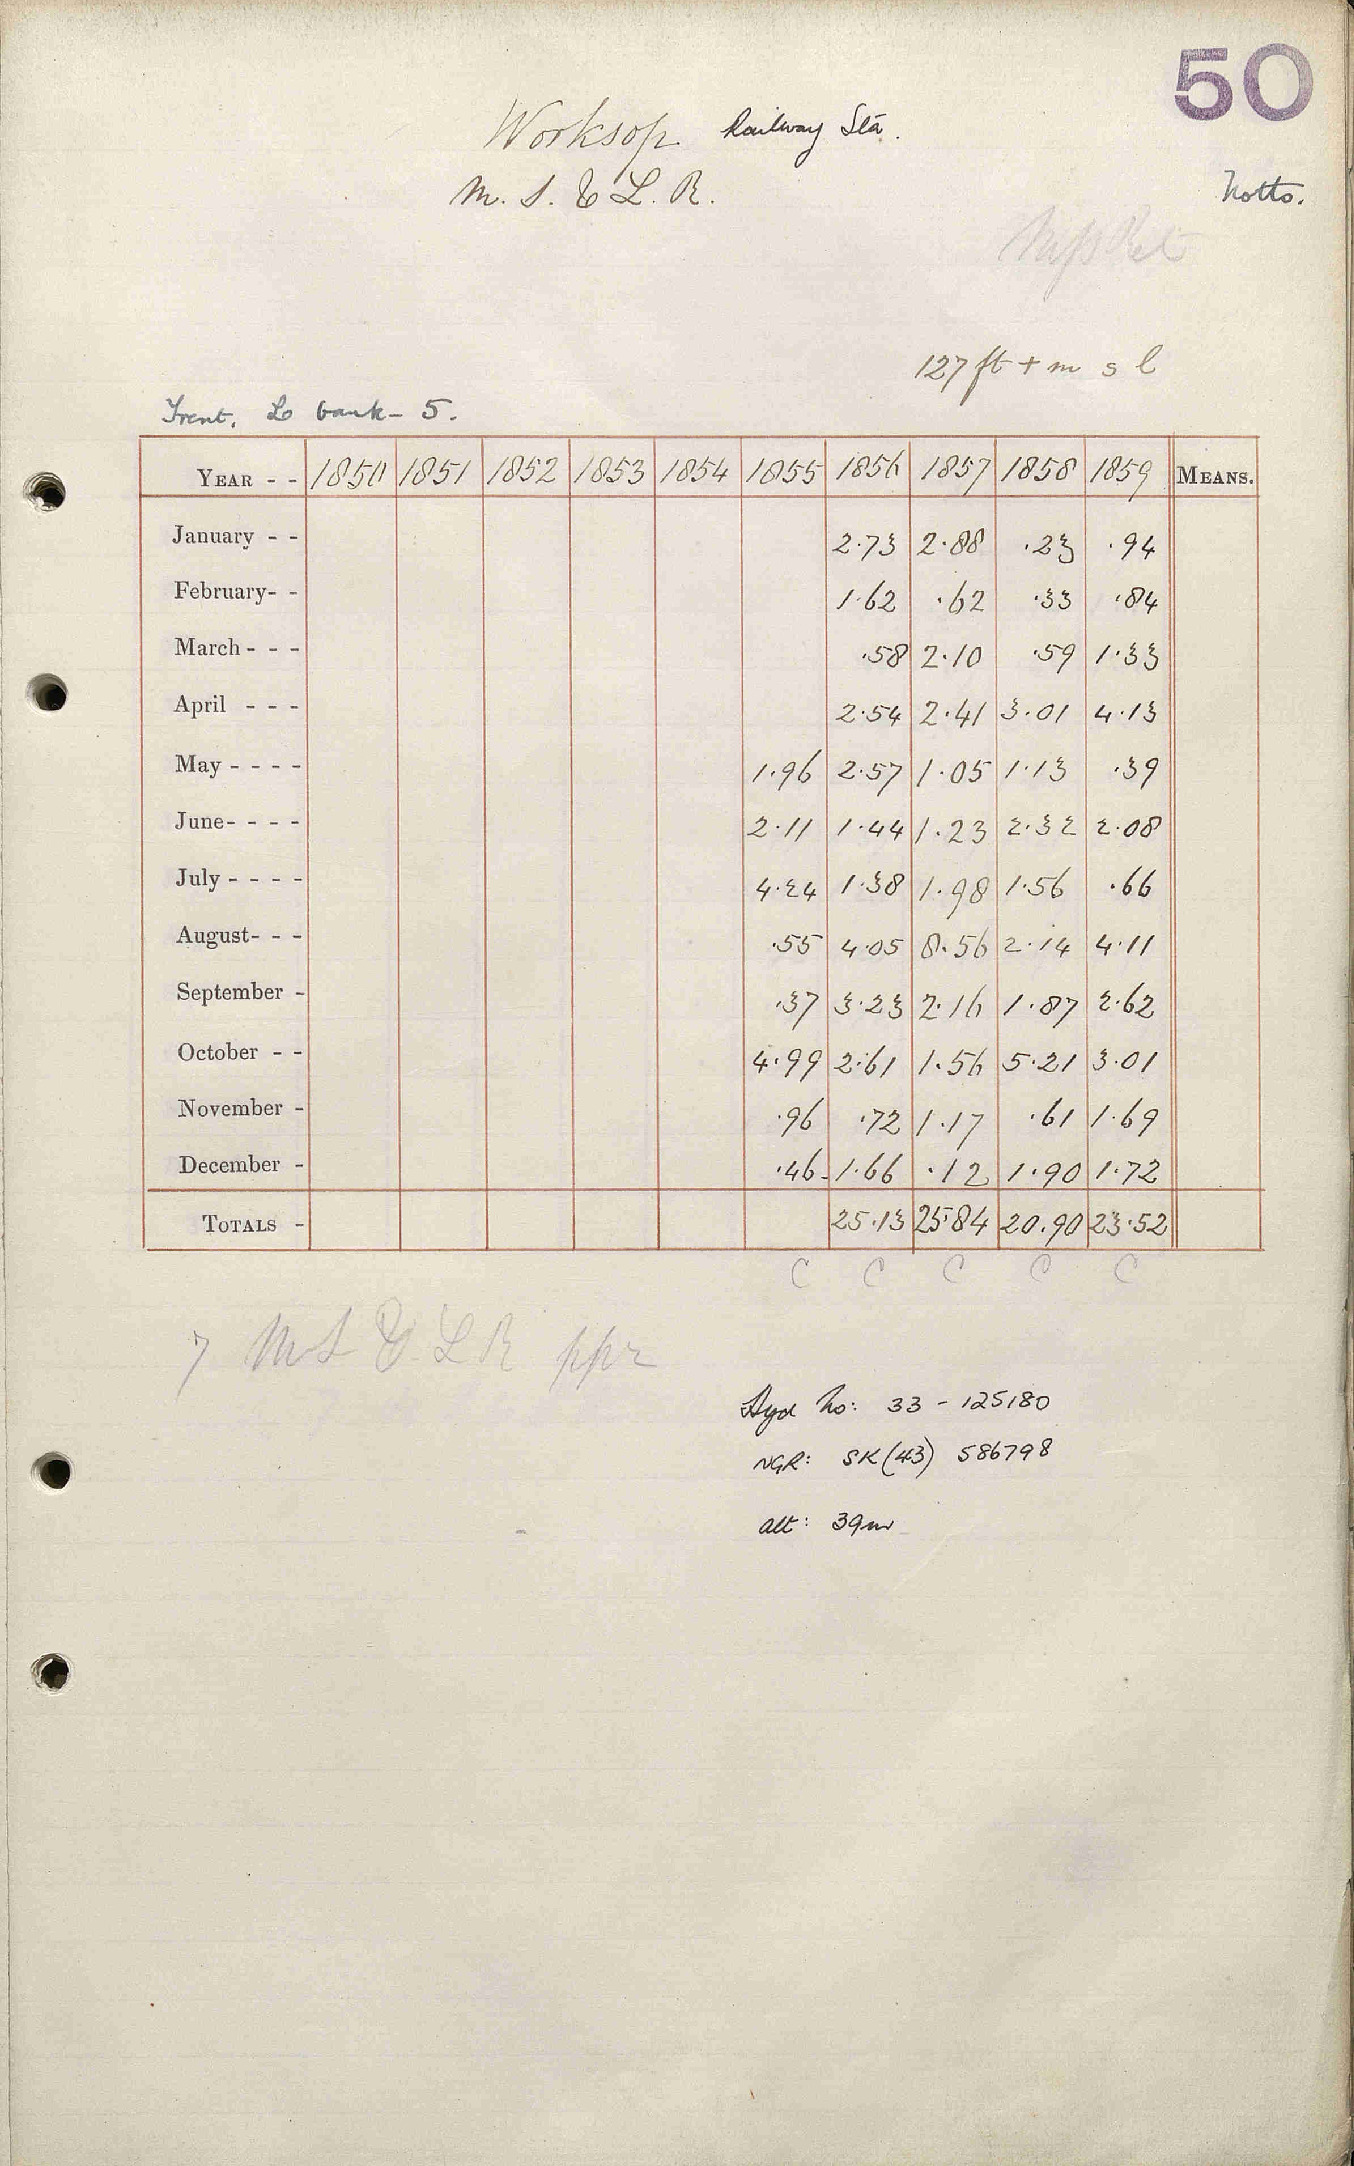 50
Worksop Railway Sta.
M. S. & L. R.
Notts.
127 ft + m s l
Trent. L bank - 5.
YEAR - - 1850 1851 1852 1853 1854 1855 1856 1857 1858 1859 MEANS.
January - - 2.73 2.88 .23 .94
February- - 1.62 .62 .33 .84
March - - - .58 2.10 .59 1.33
April - - - 2.54 2.41 3.01 4.13
May - - - - 1.96 2.57 1.05 1.13 .39
June- - - - 2.11 1.44 1.23 2.32 2.08
July - - - - 4.24 1.38 1.98 1.56 .66
August- - - .55 4.05 8.56 2.14 4.11
September - .37 3.23 2.16 1.87 2.62
October - - 4.99 2.61 1.56 5.21 3.01
November - .96 .72 1.17 .61 1.69
December - .46 1.66 .12 1.90 1.72
TOTALS - 25.13 25.84 20.90 23.52
C C C C C
7 M S & L R ppr
Hyd No: 33 - 125180
NGR: SK(43) 586798
Alt: 39m